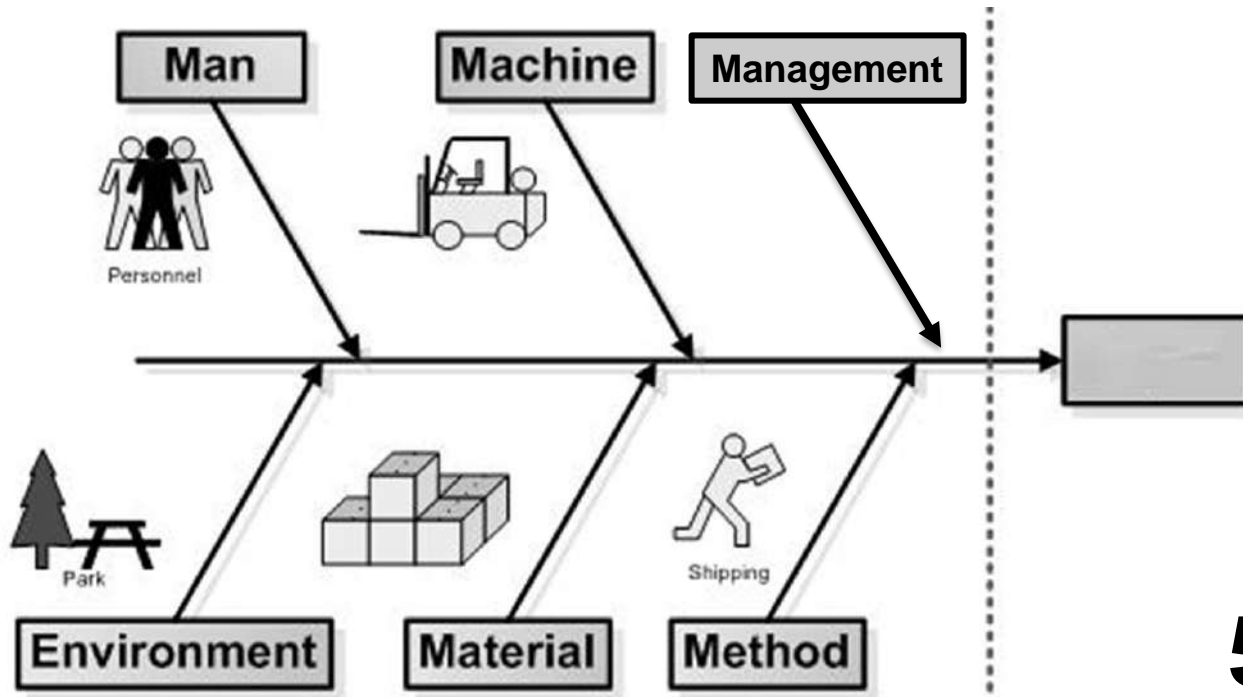 Man
Machine
Management
Personnel
Park
Shipping
Environment
Material
Method
5